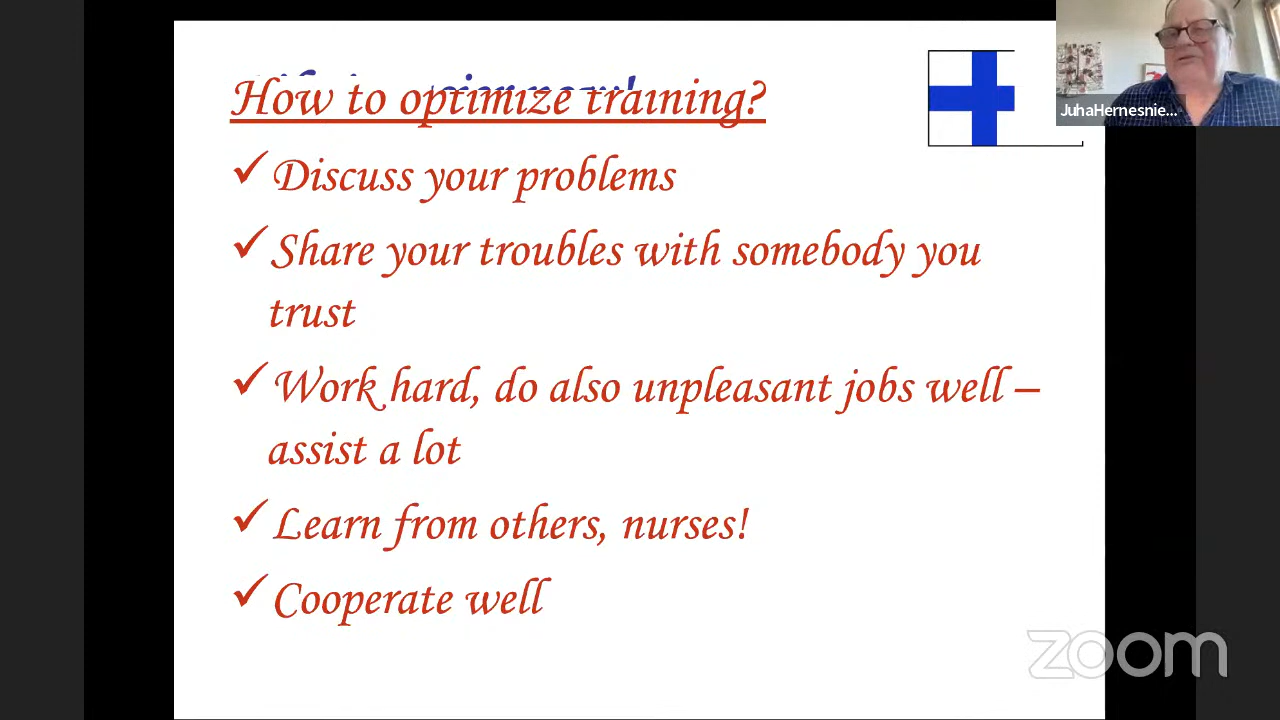 How to optimize training?
✓Discuss your problems
✓Share your troubles with somebody you
trust
✓Work hard, do also unpleasant jobs well –
assist a lot
✓Learn from others, nurses!
✓Cooperate well
JuhaHernesnie...
zoom